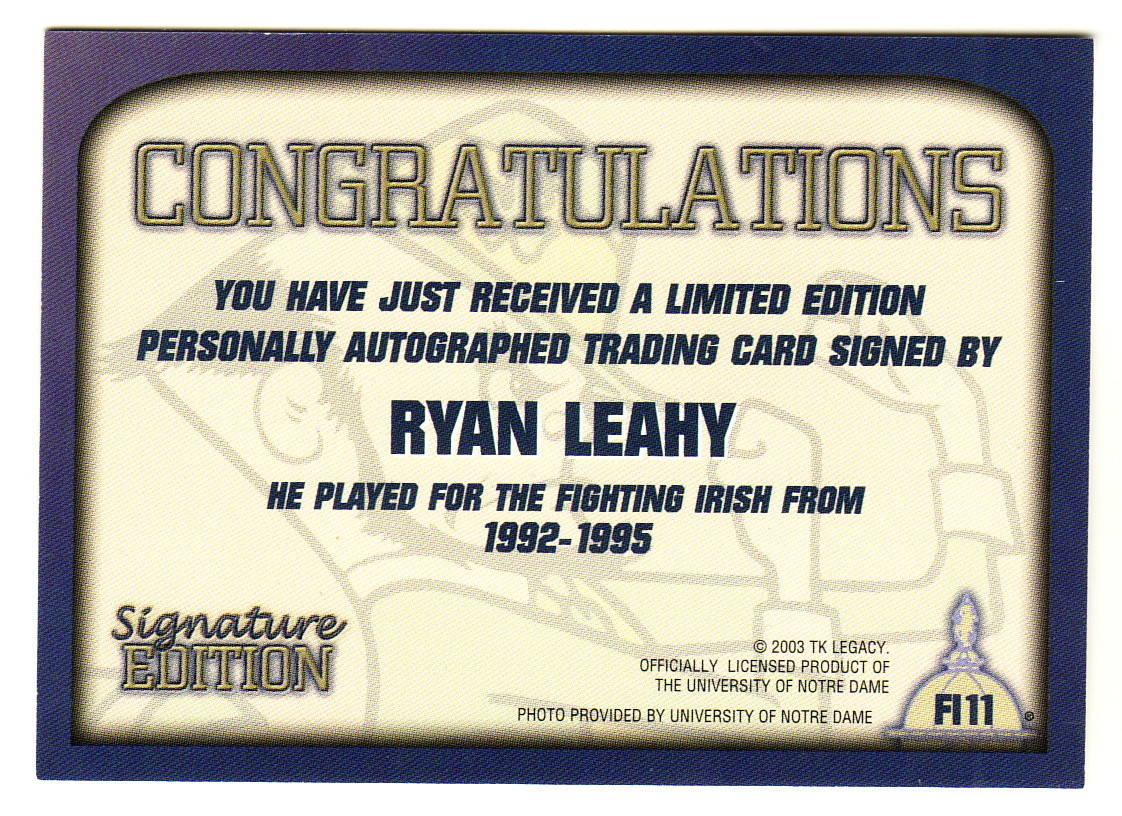 CONGRATULATIONS
YOU HAVE JUST RECEIVED A LIMITED EDITION
PERSONALLY AUTOGRAPHED TRADING CARD SIGNED BY
RYAN LEAHY
HE PLAYED FOR THE FIGHTING IRISH FROM
1992-1995
Signature
EDITION
© 2003 TK LEGACY.
OFFICIALLY LICENSED PRODUCT OF
THE UNIVERSITY OF NOTRE DAME
PHOTO PROVIDED BY UNIVERSITY OF NOTRE DAME
FI11 ®